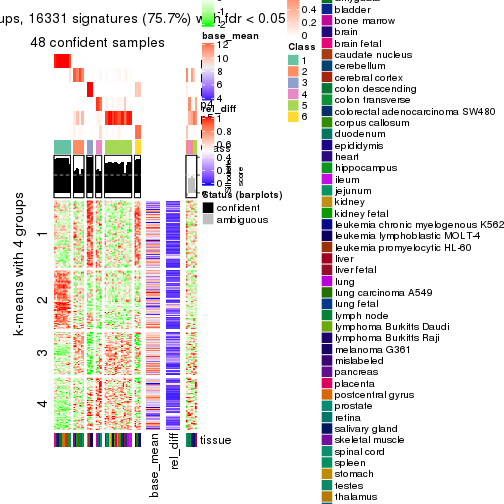 ups, 16331 signatures (75.7%) with fdr < 0.05
48 confident samples
k-means with 4 groups
1
2
3
4
base_mean
rel_diff
tissue
-2
base_mean
12
10
8
6
4
rel_diff
1
0.8
0.6
0.4
0.2
0
Silhouette
score
Status (barplots)
confident
ambiguous
0.4
0.2
0
Class
1
2
3
4
5
6
bladder
bone marrow
brain
brain fetal
caudate nucleus
cerebellum
cerebral cortex
colon descending
colon transverse
colorectal adenocarcinoma SW480
corpus callosum
duodenum
epididymis
heart
hippocampus
ileum
jejunum
kidney
kidney fetal
leukemia chronic myelogenous K562
leukemia lymphoblastic MOLT-4
leukemia promyelocytic HL-60
liver
liver fetal
lung
lung carcinoma A549
lung fetal
lymph node
lymphoma Burkitts Daudi
lymphoma Burkitts Raji
melanoma G361
mislabeled
pancreas
placenta
postcentral gyrus
prostate
retina
salivary gland
skeletal muscle
spinal cord
spleen
stomach
testes
thalamus